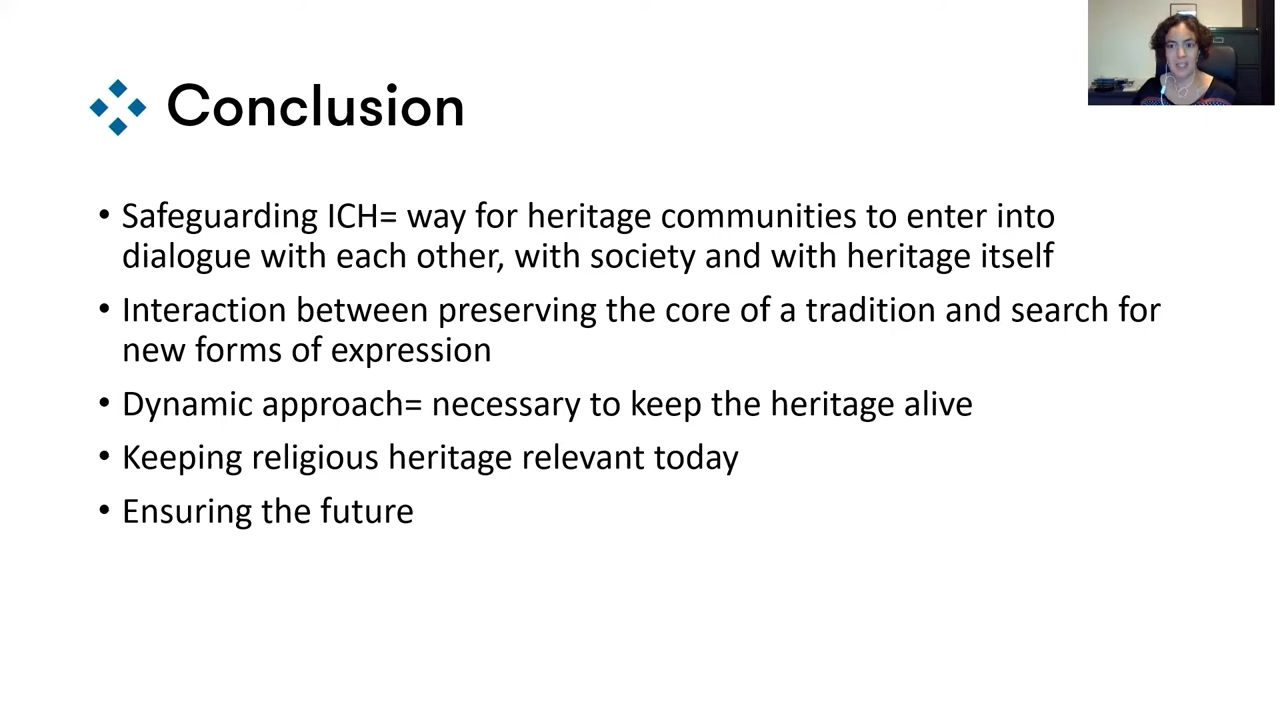 Conclusion
• Safeguarding ICH= way for heritage communities to enter into
dialogue with each other, with society and with heritage itself
• Interaction between preserving the core of a tradition and search for
new forms of expression
• Dynamic approach= necessary to keep the heritage alive
• Keeping religious heritage relevant today
• Ensuring the future